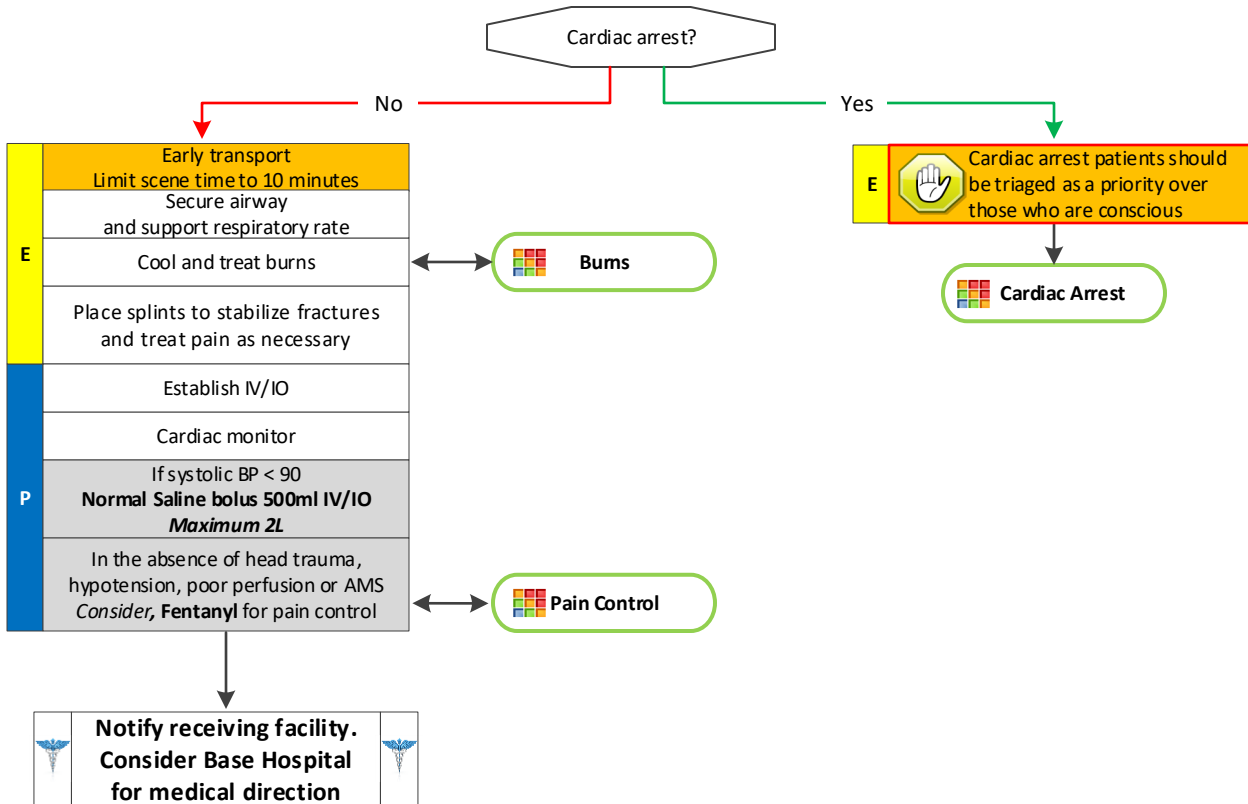 Cardiac arrest?
No
Yes
E
Early transport
Limit scene time to 10 minutes
Secure airway
and support respiratory rate
Cool and treat burns
Place splints to stabilize fractures
and treat pain as necessary
P
Establish IV/IO
Cardiac monitor
If systolic BP < 90
Normal Saline bolus 500ml IV/IO
Maximum 2L
In the absence of head trauma,
hypotension, poor perfusion or AMS
Consider, Fentanyl for pain control
Burns
Pain Control
E
Cardiac arrest patients should
be triaged as a priority over
those who are conscious
Cardiac Arrest
Notify receiving facility.
Consider Base Hospital
for medical direction